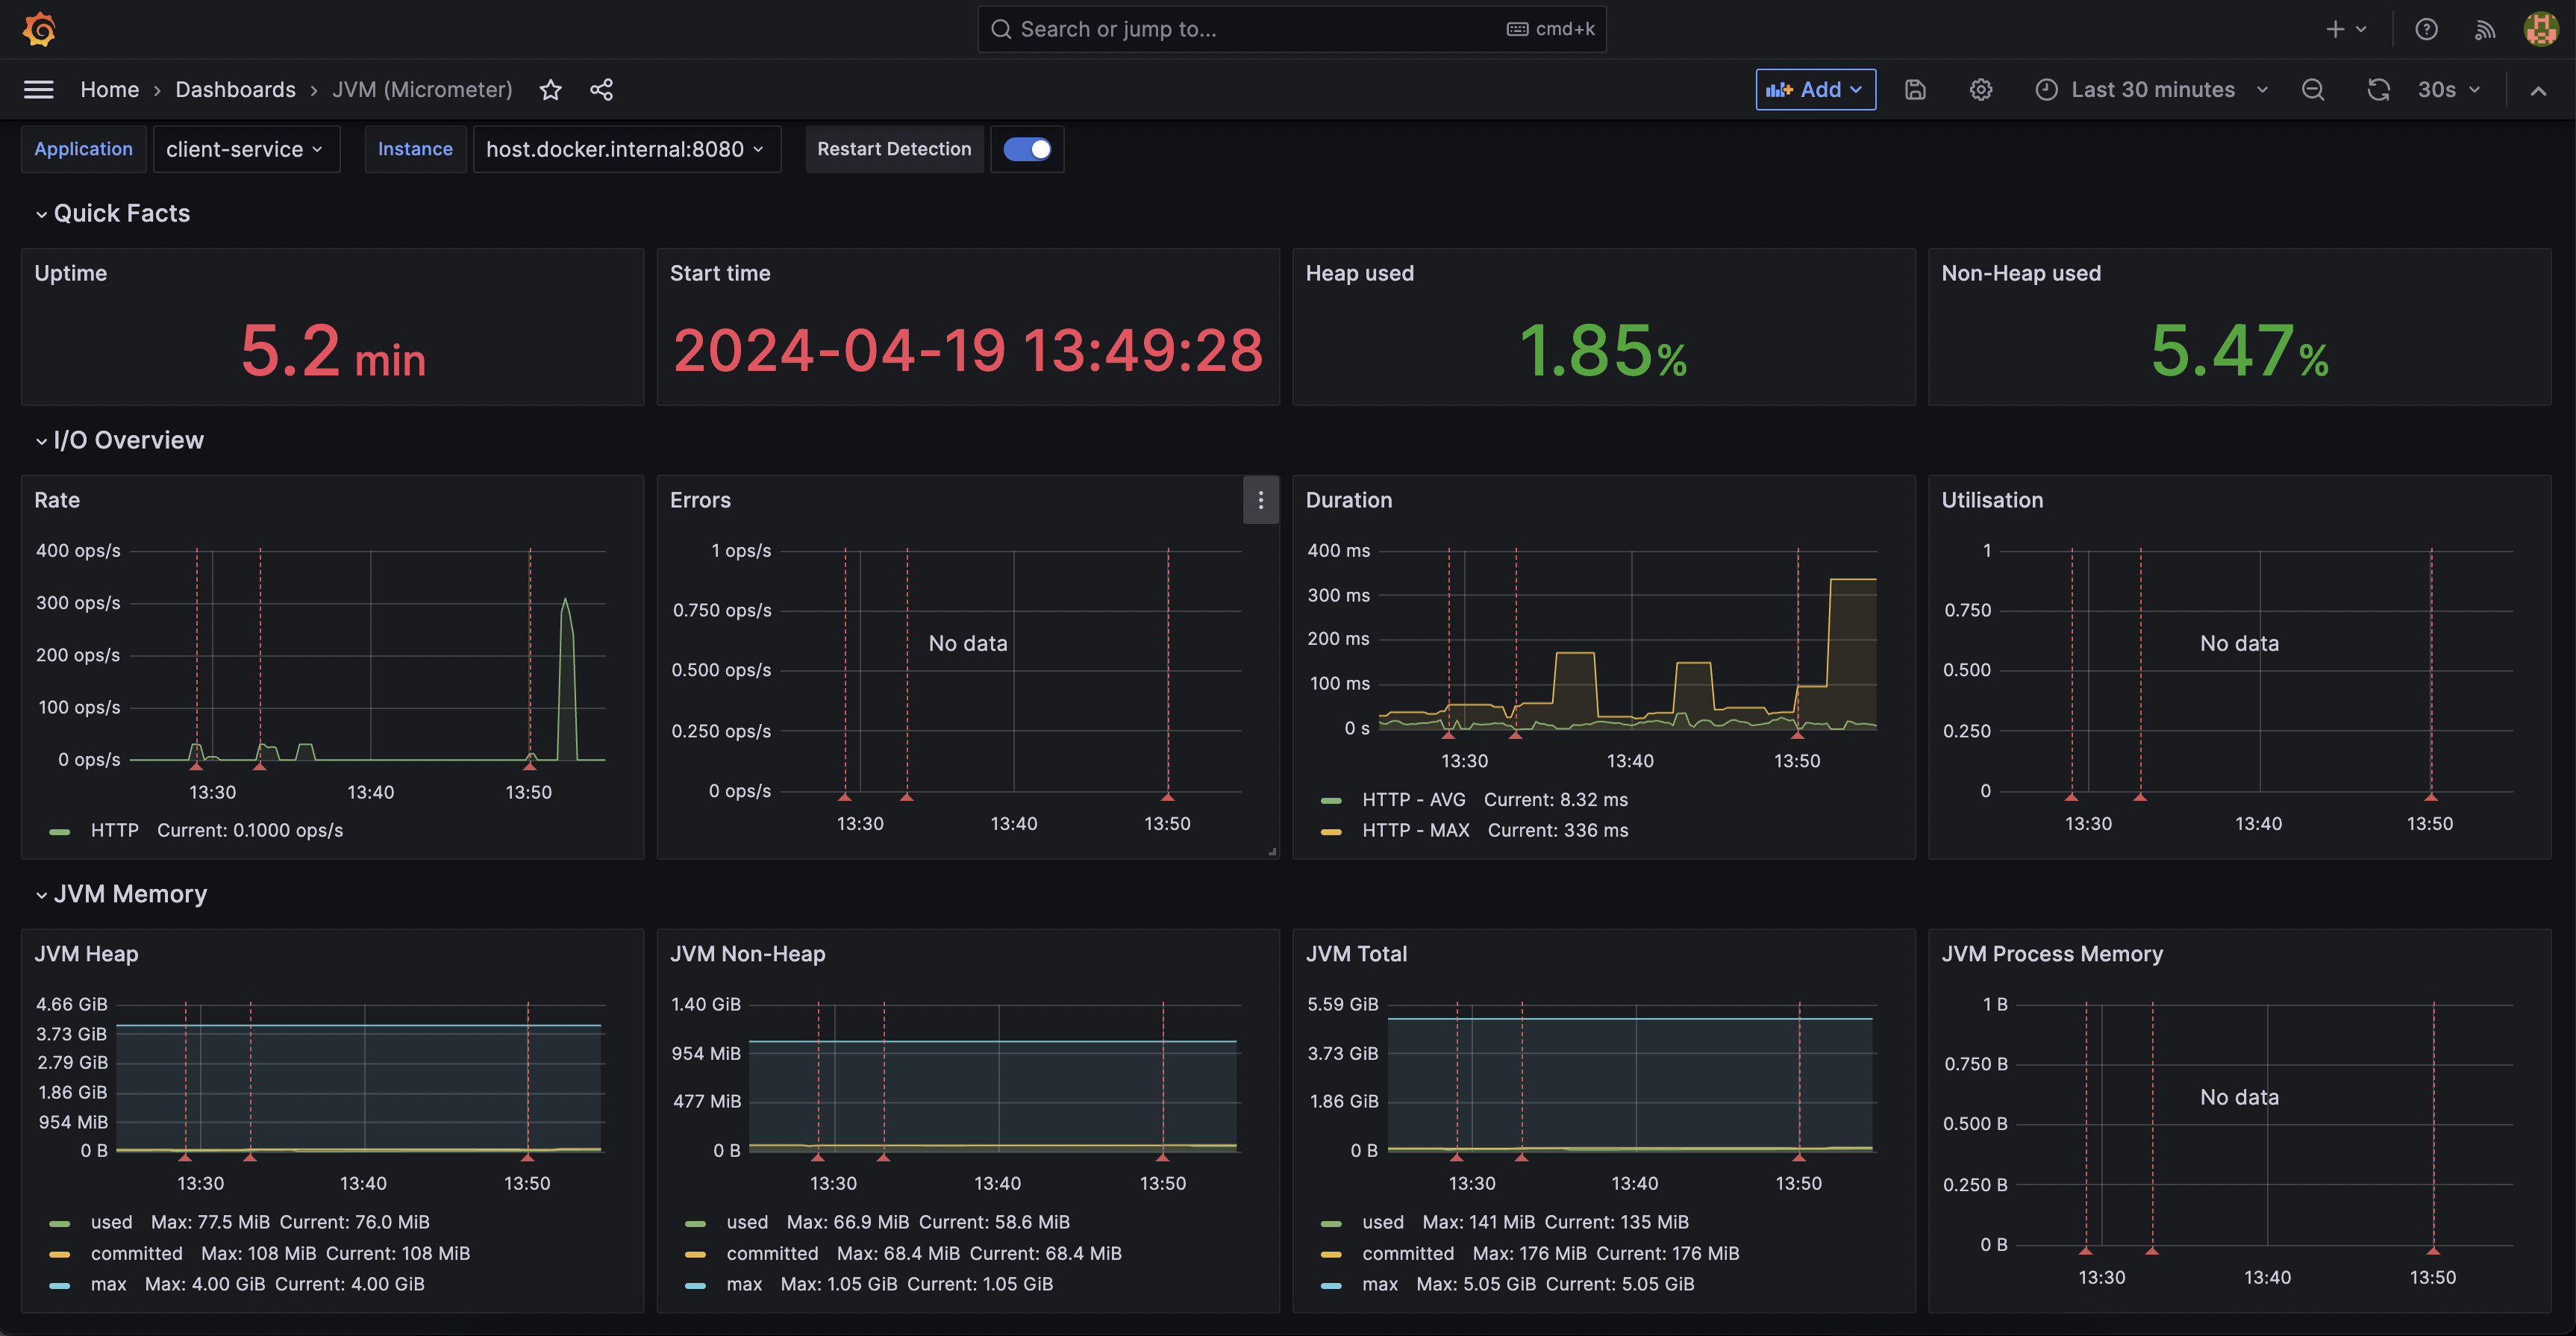 Search or jump to... cmd+k
Home › Dashboards › JVM (Micrometer) Add Last 30 minutes 30s
Application client-service Instance host.docker.internal:8080 Restart Detection
Quick Facts
Uptime
5.2 min
Start time
2024-04-19 13:49:28
Heap used
1.85%
Non-Heap used
5.47%
I/O Overview
Rate
400 ops/s
300 ops/s
200 ops/s
100 ops/s
0 ops/s
13:30 13:40 13:50
HTTP Current: 0.1000 ops/s
Errors
1 ops/s
0.750 ops/s
No data
0.500 ops/s
0.250 ops/s
0 ops/s
13:30 13:40 13:50
Duration
400 ms
300 ms
200 ms
100 ms
0 s
13:30 13:40 13:50
HTTP - AVG Current: 8.32 ms
HTTP - MAX Current: 336 ms
Utilisation
1
0.750
No data
0.500
0.250
0
13:30 13:40 13:50
JVM Memory
JVM Heap
4.66 GiB
3.73 GiB
2.79 GiB
1.86 GiB
954 MiB
0 B
13:30 13:40 13:50
used Max: 77.5 MiB Current: 76.0 MiB
committed Max: 108 MiB Current: 108 MiB
max Max: 4.00 GiB Current: 4.00 GiB
JVM Non-Heap
1.40 GiB
954 MiB
477 MiB
0 B
13:30 13:40 13:50
used Max: 66.9 MiB Current: 58.6 MiB
committed Max: 68.4 MiB Current: 68.4 MiB
max Max: 1.05 GiB Current: 1.05 GiB
JVM Total
5.59 GiB
3.73 GiB
1.86 GiB
0 B
13:30 13:40 13:50
used Max: 141 MiB Current: 135 MiB
committed Max: 176 MiB Current: 176 MiB
max Max: 5.05 GiB Current: 5.05 GiB
JVM Process Memory
1 B
0.750 B
No data
0.500 B
0.250 B
0 B
13:30 13:40 13:50